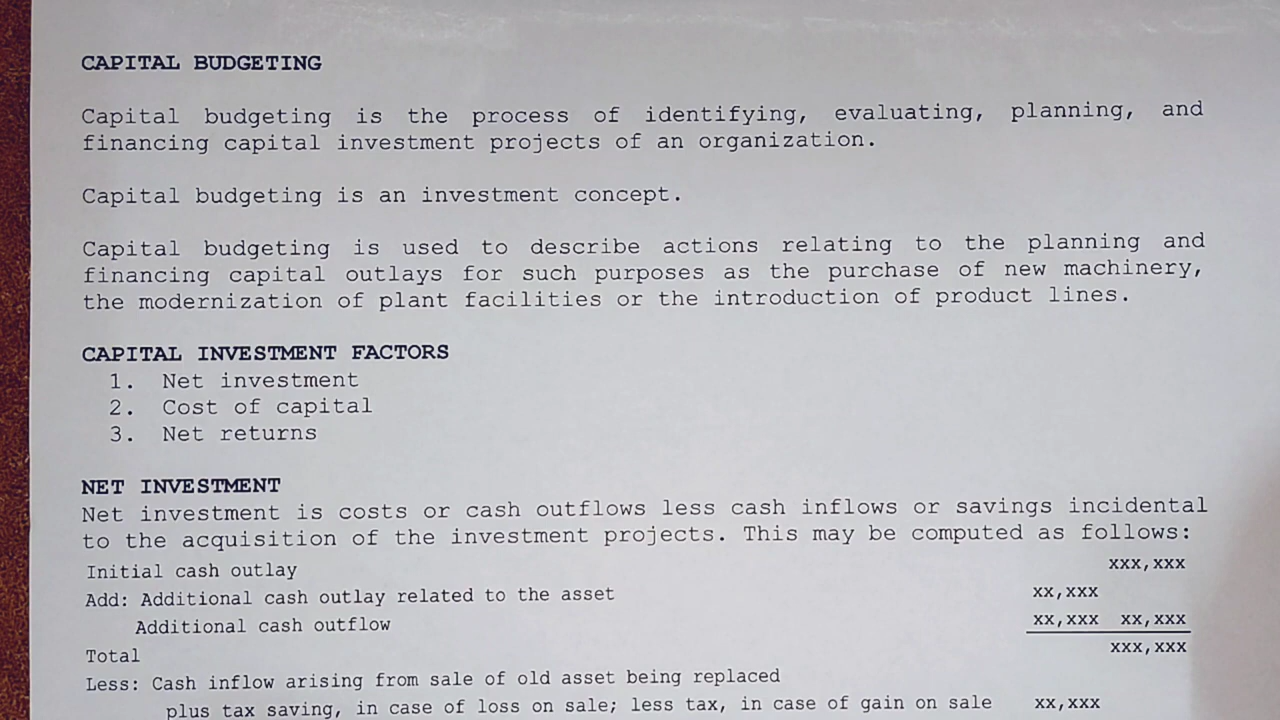 CAPITAL BUDGETING
Capital budgeting is the process of identifying, evaluating, planning, and
financing capital investment projects of an organization.
Capital budgeting is an investment concept.
Capital budgeting is used to describe actions relating to the planning and
financing capital outlays for such purposes as the purchase of new machinery,
the modernization of plant facilities or the introduction of product lines.
CAPITAL INVESTMENT FACTORS
1. Net investment
2. Cost of capital
3. Net returns
NET INVESTMENT
Net investment is costs or cash outflows less cash inflows or savings incidental
to the acquisition of the investment projects. This may be computed as follows:
Initial cash outlay xxx,xxx
Add: Additional cash outlay related to the asset xx,xxx
Additional cash outflow xx,xxx xx,xxx
Total xxx,xxx
Less: Cash inflow arising from sale of old asset being replaced
plus tax saving, in case of loss on sale; less tax, in case of gain on sale xx,xxx